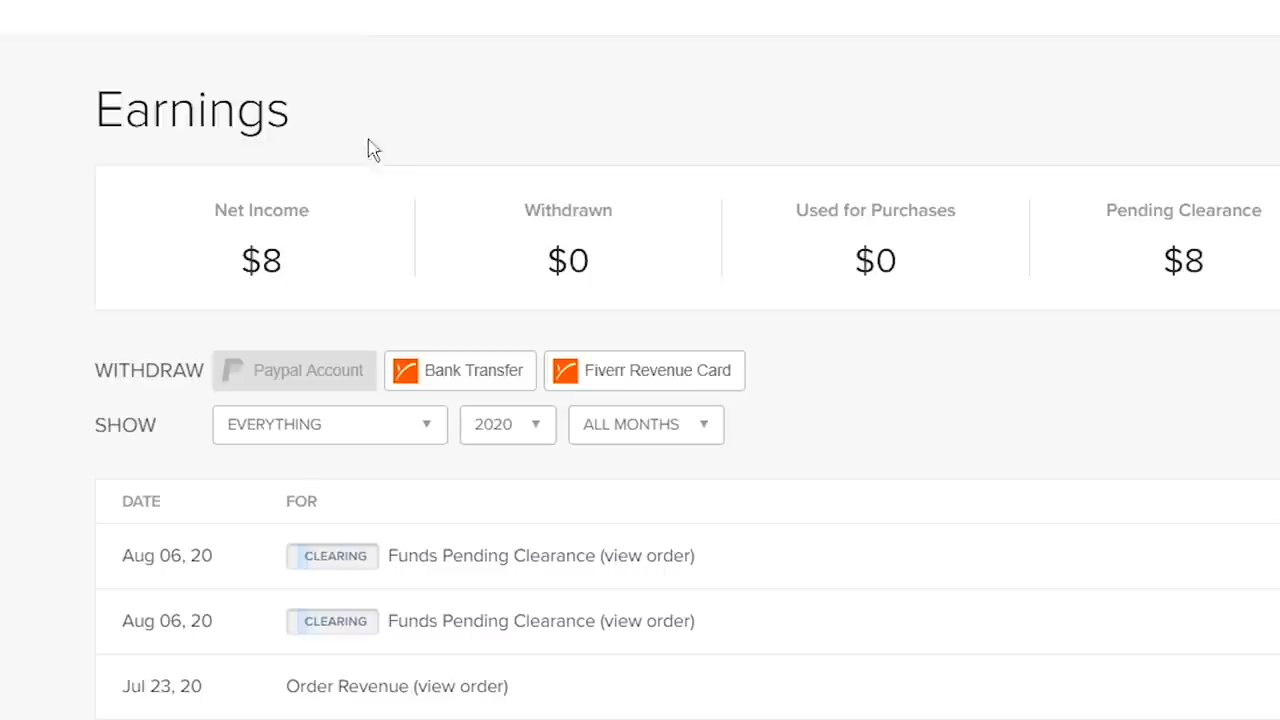 Earnings
Net Income Withdrawn Used for Purchases Pending Clearance
$8 $0 $0 $8
WITHDRAW Paypal Account Bank Transfer Fiverr Revenue Card
SHOW EVERYTHING 2020 ALL MONTHS
DATE FOR
Aug 06, 20 CLEARING Funds Pending Clearance (view order)
Aug 06, 20 CLEARING Funds Pending Clearance (view order)
Jul 23, 20 Order Revenue (view order)